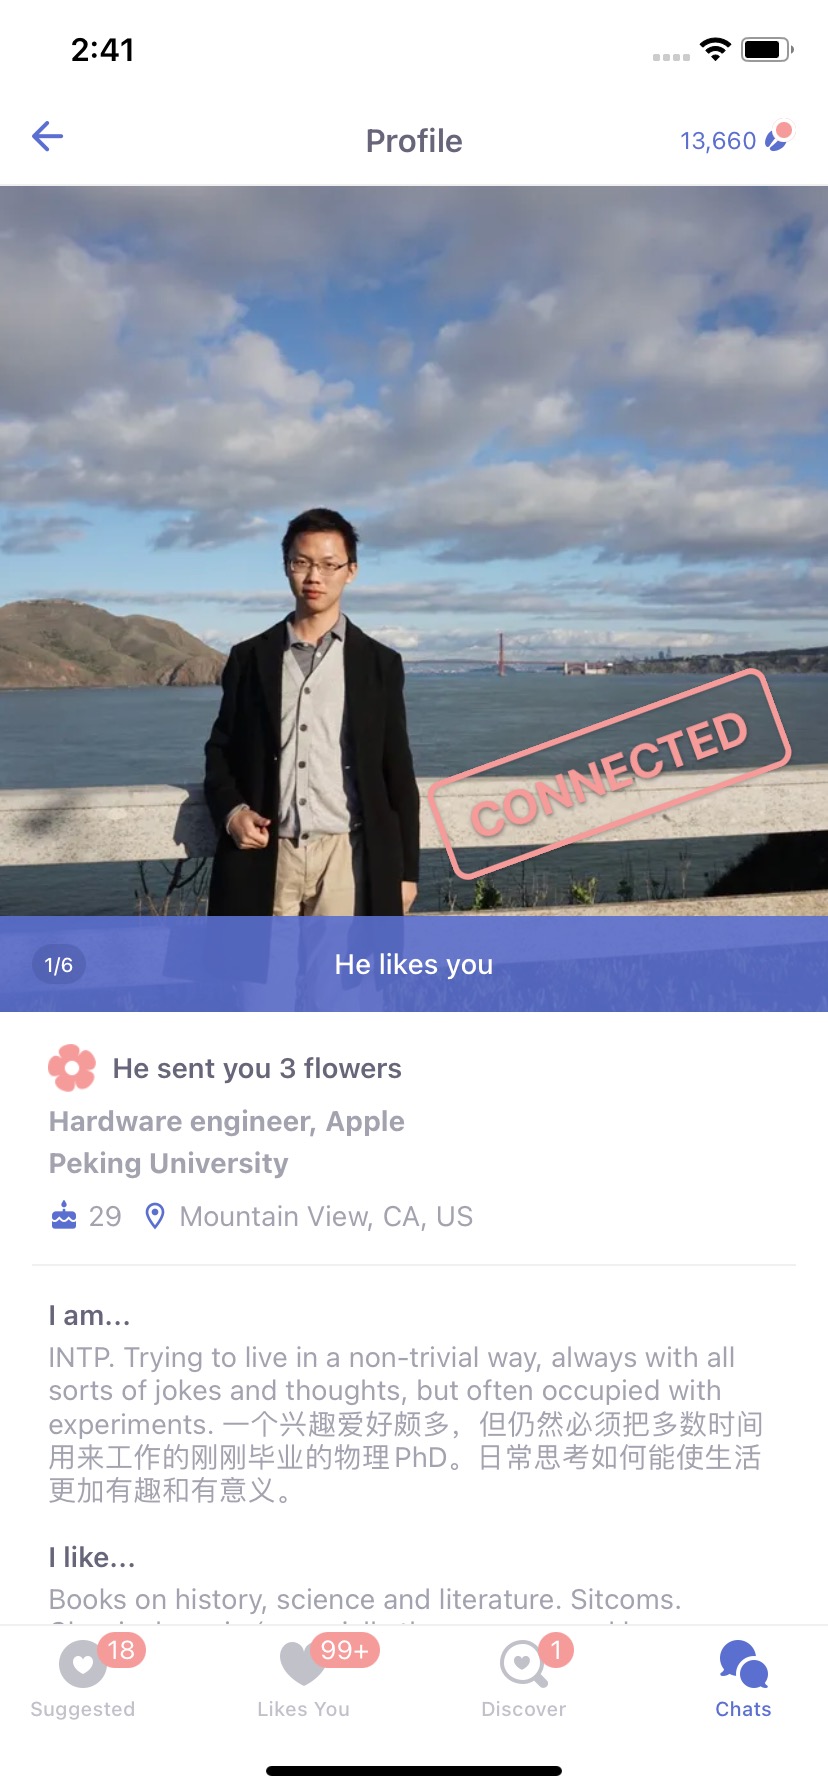 2:41
Profile
13,660
CONNECTED
1/6
He likes you
He sent you 3 flowers
Hardware engineer, Apple
Peking University
29 Mountain View, CA, US
I am...
INTP. Trying to live in a non-trivial way, always with all
sorts of jokes and thoughts, but often occupied with
experiments. 一个兴趣爱好颇多，但仍然必须把多数时间
用来工作的刚刚毕业的物理PhD。日常思考如何能使生活
更加有趣和有意义。
I like...
Books on history, science and literature. Sitcoms.
18
99+
1
Suggested
Likes You
Discover
Chats